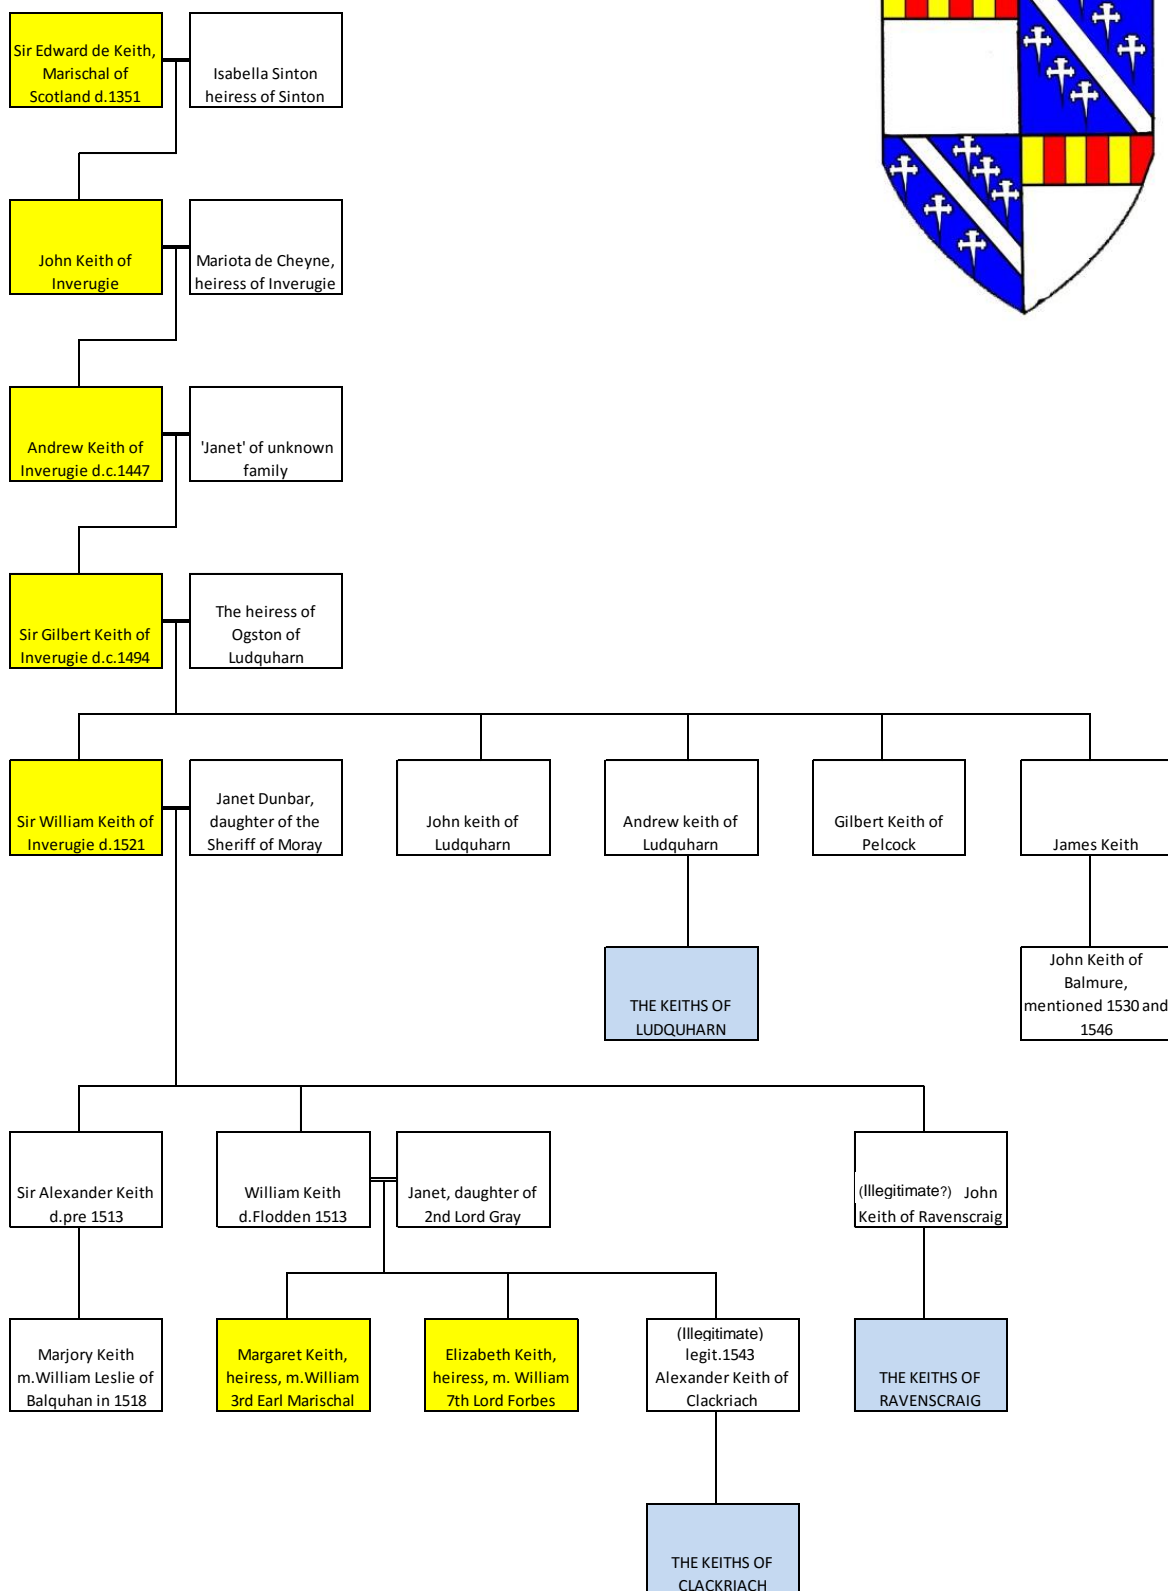 Sir Edward de Keith,
Marischal of
Scotland d.1351
Isabella Sinton
heiress of Sinton
John Keith of
Inverugie
Mariota de Cheyne,
heiress of Inverugie
Andrew Keith of
Inverugie d.c.1447
'Janet' of unknown
family
Sir Gilbert Keith of
Inverugie d.c.1494
The heiress of
Ogston of
Ludquharn
Sir William Keith of
Inverugie d.1521
Janet Dunbar,
daughter of the
Sheriff of Moray
John keith of
Ludquharn
Andrew keith of
Ludquharn
Gilbert Keith of
Pelcock
James Keith
THE KEITHS OF
LUDQUHARN
John Keith of
Balmure,
mentioned 1530 and
1546
Sir Alexander Keith
d.pre 1513
William Keith
d.Flodden 1513
Janet, daughter of
2nd Lord Gray
(Illegitimate?) John
Keith of Ravenscraig
Marjory Keith
m.William Leslie of
Balquhan in 1518
Margaret Keith,
heiress, m.William
3rd Earl Marischal
Elizabeth Keith,
heiress, m. William
7th Lord Forbes
(Illegitimate)
legit.1543
Alexander Keith of
Clackriach
THE KEITHS OF
RAVENSCRAIG
THE KEITHS OF
CLACKRIACH